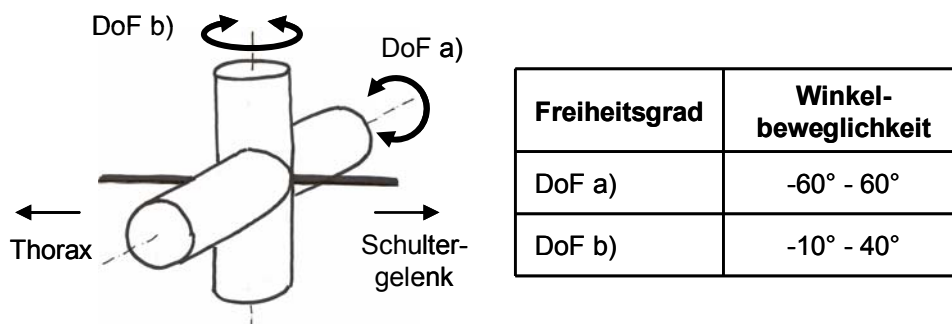 DoF b)
DoF a)
Thorax
Schulter-
gelenk
Freiheitsgrad
Winkel-
beweglichkeit
DoF a)
-60° - 60°
DoF b)
-10° - 40°